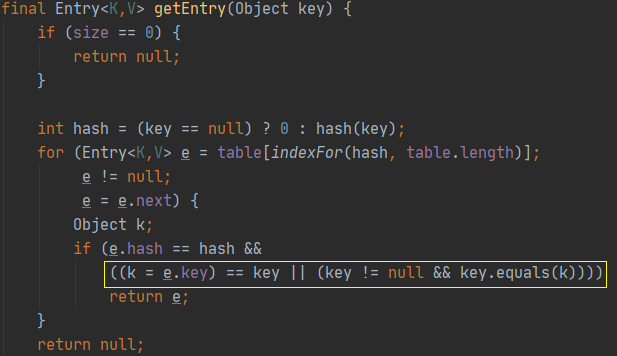 final Entry<K,V> getEntry(Object key) {
    if (size == 0) {
        return null;
    }

    int hash = (key == null) ? 0 : hash(key);
    for (Entry<K,V> e = table[indexFor(hash, table.length)];
         e != null;
         e = e.next) {
        Object k;
        if (e.hash == hash &&
            ((k = e.key) == key || (key != null && key.equals(k))))
            return e;
    }
    return null;